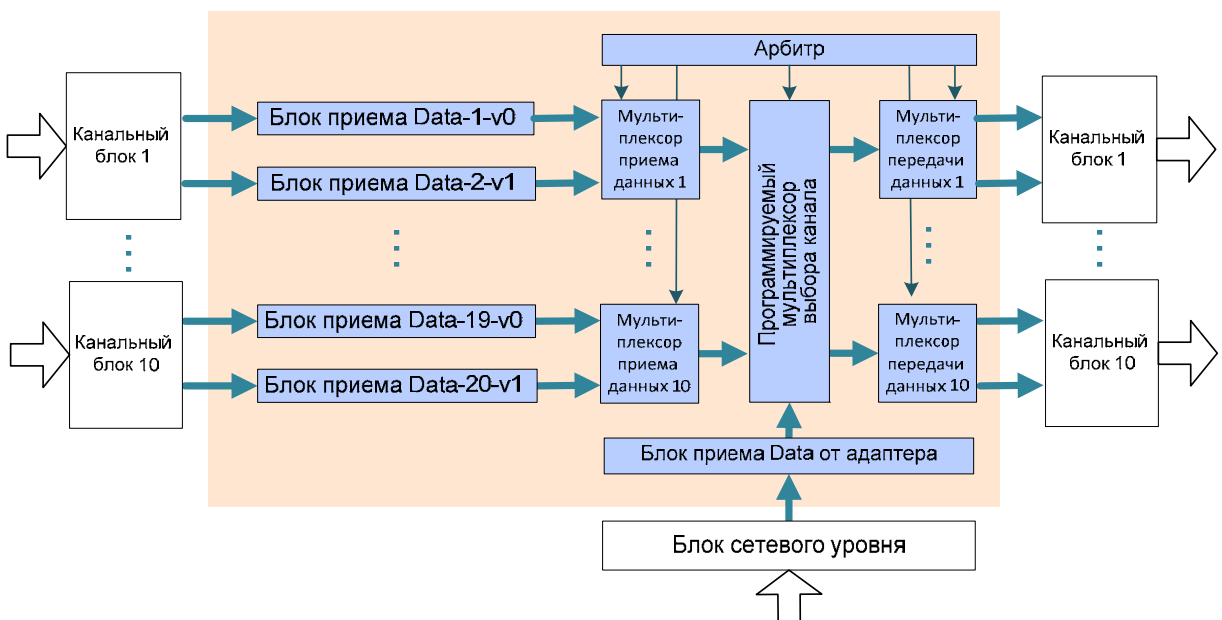 Арбитр
Канальный
блок 1
Блок приема Data-1-v0
Блок приема Data-2-v1
Мульти-
плексор
приема
данных 1
Программируемый
мультиплексор
выбора канала
Мульти-
плексор
передачи
данных 1
Канальный
блок 1
Канальный
блок 10
Блок приема Data-19-v0
Блок приема Data-20-v1
Мульти-
плексор
приема
данных 10
Мульти-
плексор
передачи
данных 10
Канальный
блок 10
Блок приема Data от адаптера
Блок сетевого уровня